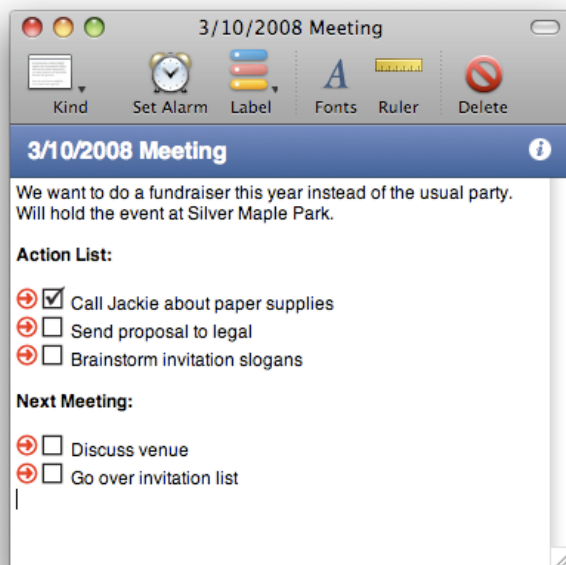 3/10/2008 Meeting
Kind Set Alarm Label Fonts Ruler Delete
3/10/2008 Meeting
We want to do a fundraiser this year instead of the usual party.
Will hold the event at Silver Maple Park.
Action List:
Call Jackie about paper supplies
Send proposal to legal
Brainstorm invitation slogans
Next Meeting:
Discuss venue
Go over invitation list